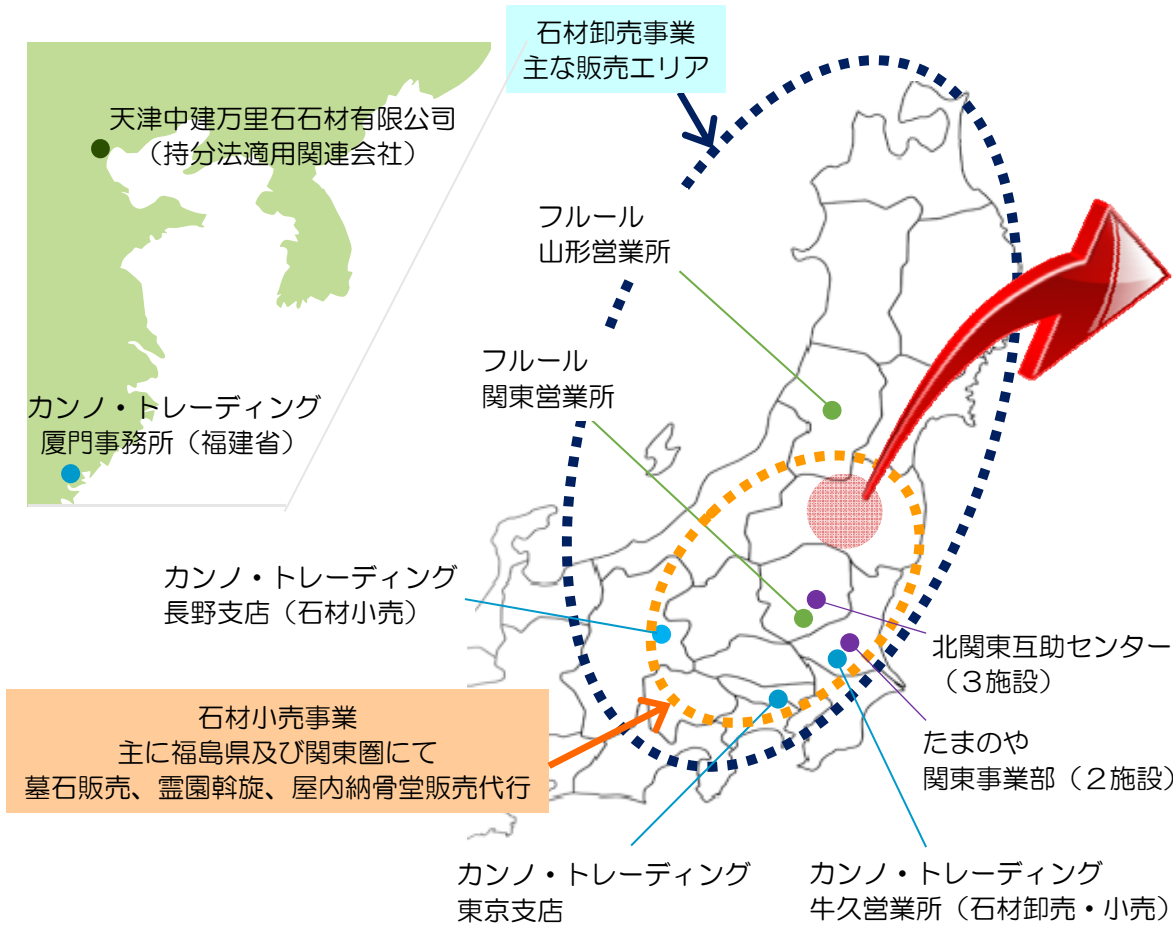 石材卸売事業
主な販売エリア
天津中建万里石石材有限公司
（持分法適用関連会社）
フルール
山形営業所
フルール
関東営業所
カンノ・トレーディング
厦門事務所（福建省）
カンノ・トレーディング
長野支店（石材小売）
北関東互助センター
（３施設）
石材小売事業
主に福島県及び関東圏にて
墓石販売、霊園斡旋、屋内納骨堂販売代行
たまのや
関東事業部（２施設）
カンノ・トレーディング
東京支店
カンノ・トレーディング
牛久営業所（石材卸売・小売）